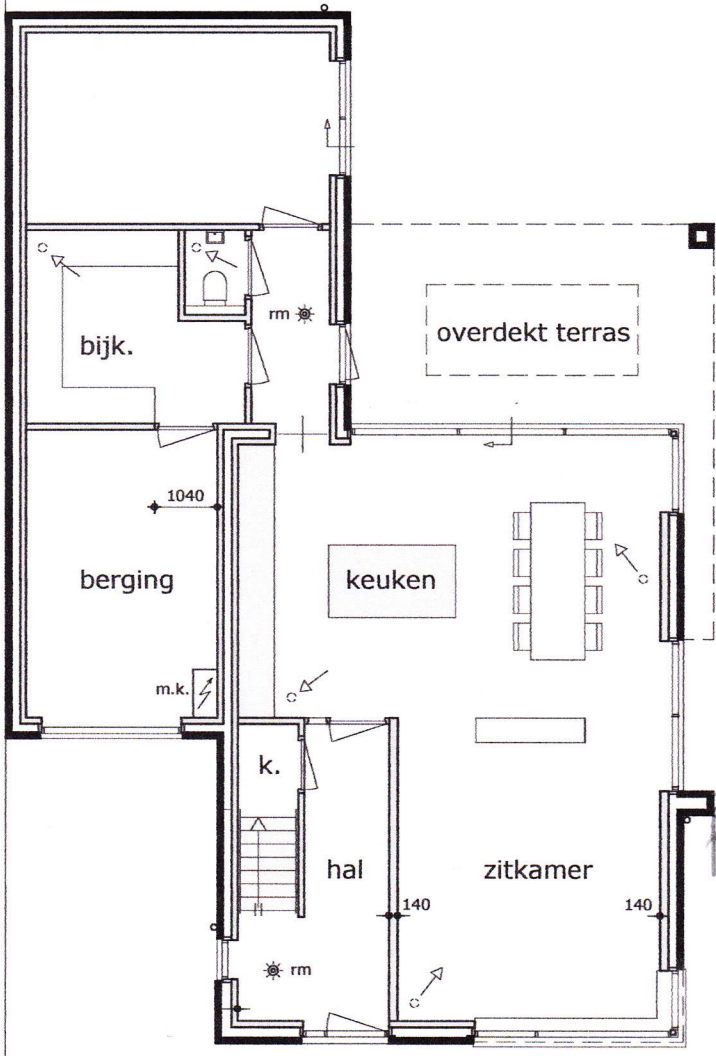 rm
overdekt terras
bijk.
1040
berging
keuken
m.k.
k.
hal
zitkamer
140
140
rm